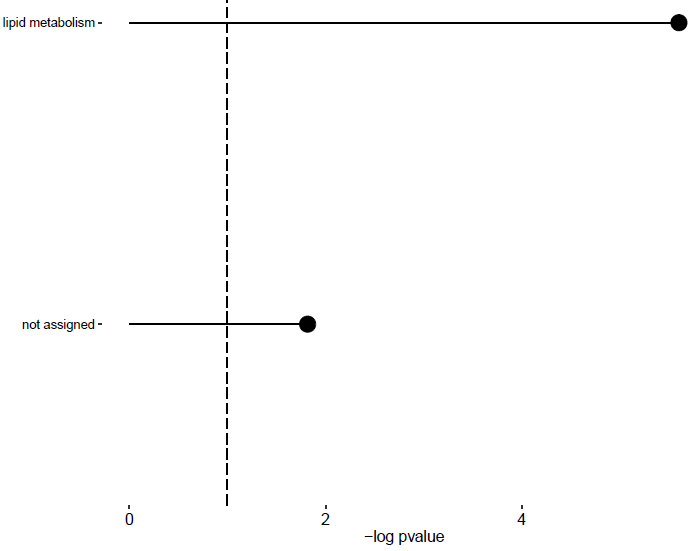 lipid metabolism
not assigned
0 2 4
−log pvalue